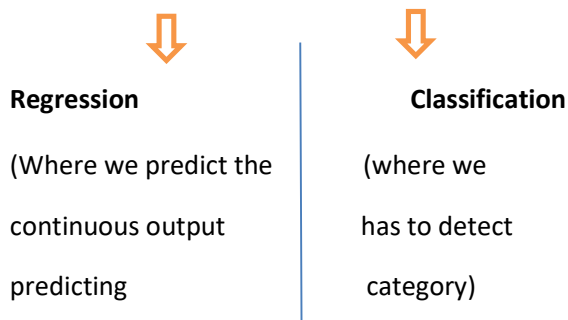 Regression
(Where we predict the
continuous output
predicting
Classification
(where we
has to detect
category)